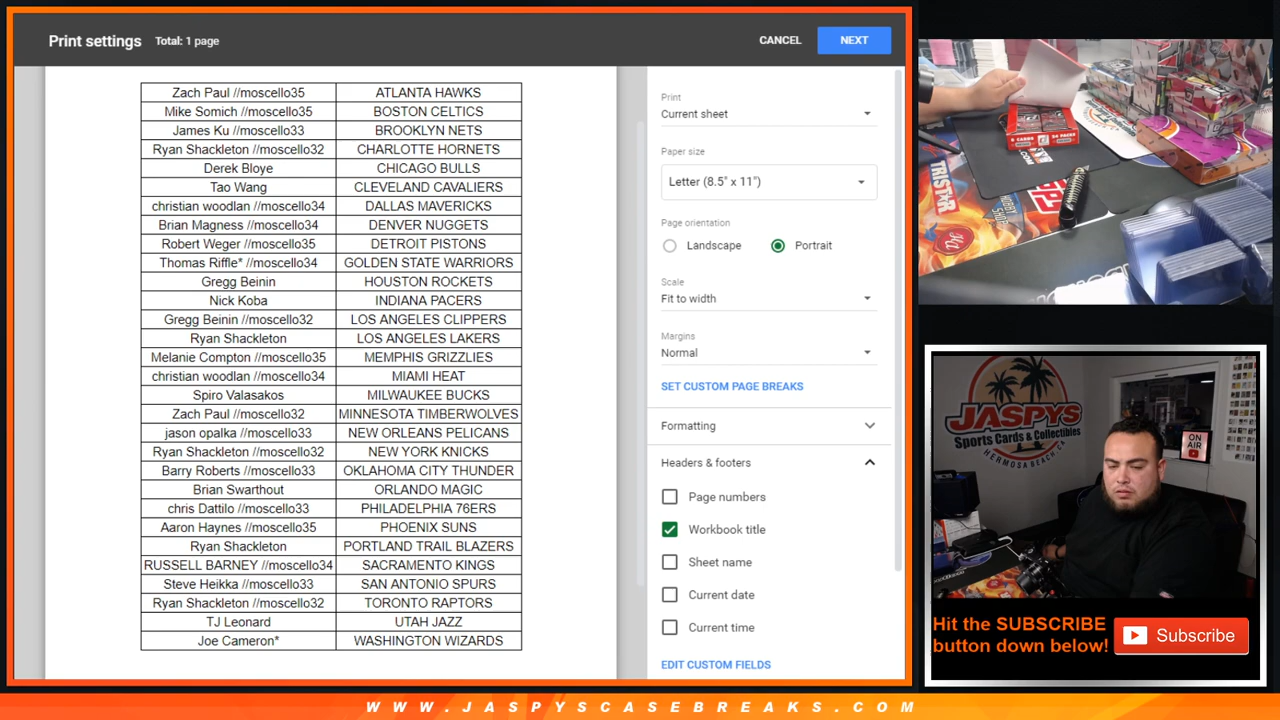 Print settings Total: 1 page CANCEL NEXT
Zach Paul //moscello35 ATLANTA HAWKS
Mike Somich //moscello35 BOSTON CELTICS
James Ku //moscello33 BROOKLYN NETS
Ryan Shackleton //moscello32 CHARLOTTE HORNETS
Derek Bloye CHICAGO BULLS
Tao Wang CLEVELAND CAVALIERS
christian woodlan //moscello34 DALLAS MAVERICKS
Brian Magness //moscello34 DENVER NUGGETS
Robert Weger //moscello35 DETROIT PISTONS
Thomas Riffle* //moscello34 GOLDEN STATE WARRIORS
Gregg Beinin HOUSTON ROCKETS
Nick Koba INDIANA PACERS
Gregg Beinin //moscello32 LOS ANGELES CLIPPERS
Ryan Shackleton LOS ANGELES LAKERS
Melanie Compton //moscello35 MEMPHIS GRIZZLIES
christian woodlan //moscello34 MIAMI HEAT
Spiro Valasakos MILWAUKEE BUCKS
Zach Paul //moscello32 MINNESOTA TIMBERWOLVES
jason opalka //moscello33 NEW ORLEANS PELICANS
Ryan Shackleton //moscello32 NEW YORK KNICKS
Barry Roberts //moscello33 OKLAHOMA CITY THUNDER
Brian Swarthout ORLANDO MAGIC
chris Dattilo //moscello33 PHILADELPHIA 76ERS
Aaron Haynes //moscello35 PHOENIX SUNS
Ryan Shackleton PORTLAND TRAIL BLAZERS
RUSSELL BARNEY //moscello34 SACRAMENTO KINGS
Steve Heikka //moscello33 SAN ANTONIO SPURS
Ryan Shackleton //moscello32 TORONTO RAPTORS
TJ Leonard UTAH JAZZ
Joe Cameron* WASHINGTON WIZARDS
Print
Current sheet
Paper size
Letter (8.5" x 11")
Page orientation
Landscape Portrait
Scale
Fit to width
Margins
Normal
SET CUSTOM PAGE BREAKS
Formatting
Headers & footers
Page numbers
Workbook title
Sheet name
Current date
Current time
EDIT CUSTOM FIELDS
TRISTAR
HOBBY
SHOP
JASPYS
Sports Cards & Collectibles
HERMOSA BEACH CA
ON
AIR
Hit the SUBSCRIBE
button down below!
Subscribe
WWW.JASPYSCASEBREAKS.COM